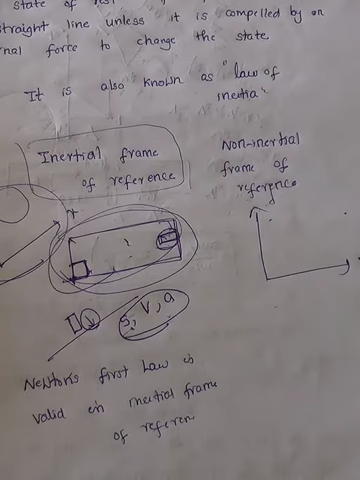 state of rest
straight line unless it is compelled by an
nal force to change the state
It is also known as "law of
inertia"
Inertial frame
of reference
Non-inertial
frame of
reference
S, V, a
Newton's first Law is
valid in inertial frame
of referen